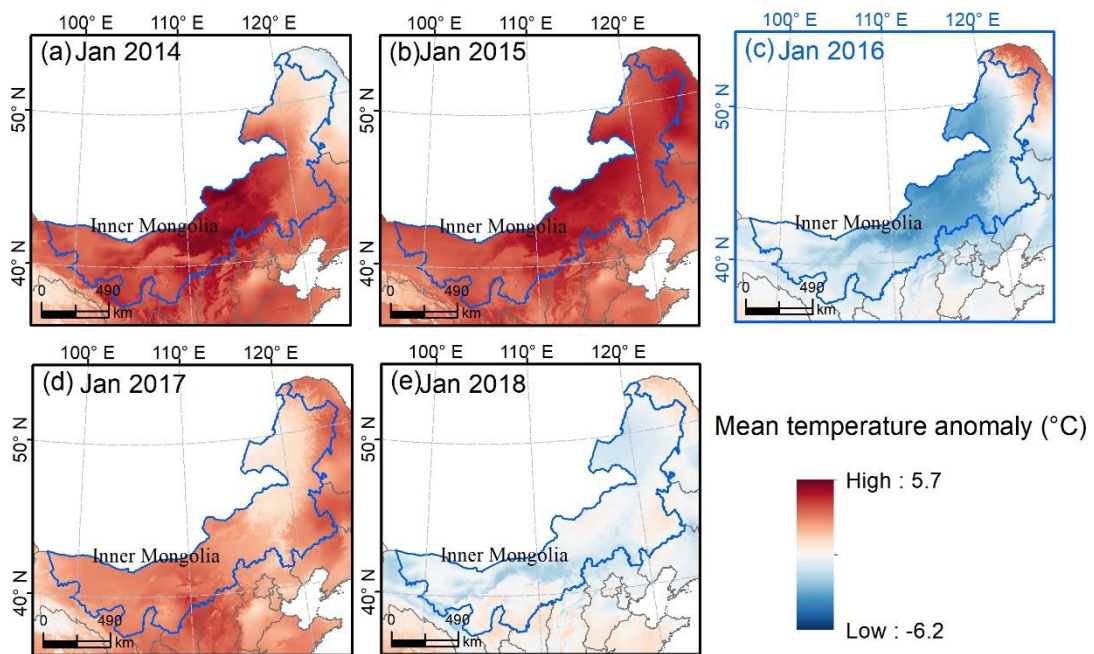 100° E 110° E 120° E
100° E 110° E 120° E
100° E 110° E 120° E
(a) Jan 2014
(b) Jan 2015
(c) Jan 2016
50° N
50° N
50° N
Inner Mongolia
Inner Mongolia
Inner Mongolia
40° N
40° N
40° N
0 490
km
0 490
km
0 490
km
100° E 110° E 120° E
100° E 110° E 120° E
(d) Jan 2017
(e) Jan 2018
50° N
50° N
Inner Mongolia
Inner Mongolia
40° N
40° N
0 490
km
0 490
km
Mean temperature anomaly (°C)
High : 5.7
Low : -6.2